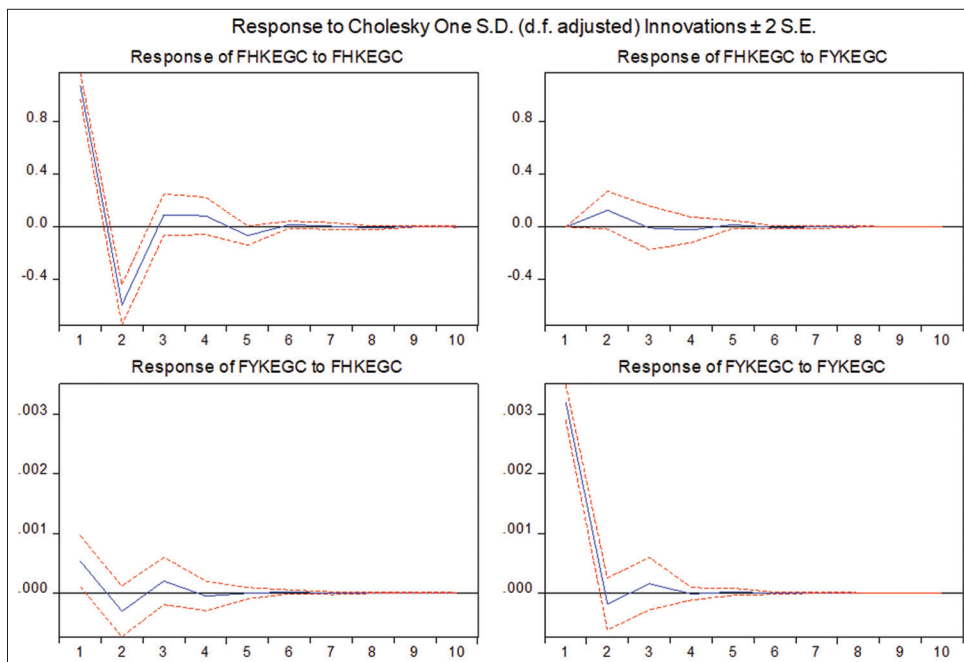 Response to Cholesky One S.D. (d.f. adjusted) Innovations ± 2 S.E.
Response of FHKEGC to FHKEGC
0.8
0.4
0.0
-0.4
1 2 3 4 5 6 7 8 9 10
Response of FHKEGC to FYKEGC
0.8
0.4
0.0
-0.4
1 2 3 4 5 6 7 8 9 10
Response of FYKEGC to FHKEGC
.003
.002
.001
.000
1 2 3 4 5 6 7 8 9 10
Response of FYKEGC to FYKEGC
.003
.002
.001
.000
1 2 3 4 5 6 7 8 9 10